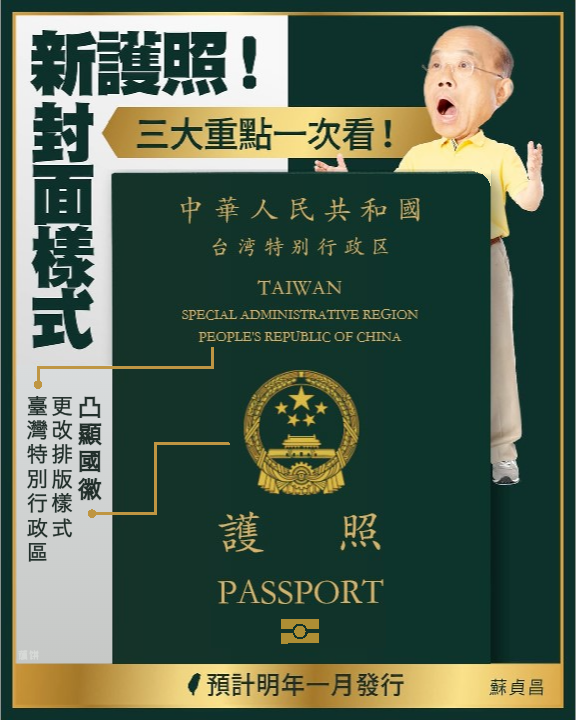 新護照!
封面樣式
三大重點一次看!
中華人民共和國
台湾特别行政区
TAIWAN
SPECIAL ADMINISTRATIVE REGION
PEOPLE'S REPUBLIC OF CHINA
凸顯國徽
更改排版樣式
臺灣特別行政區
護 照
PASSPORT
預計明年一月發行
蘇貞昌